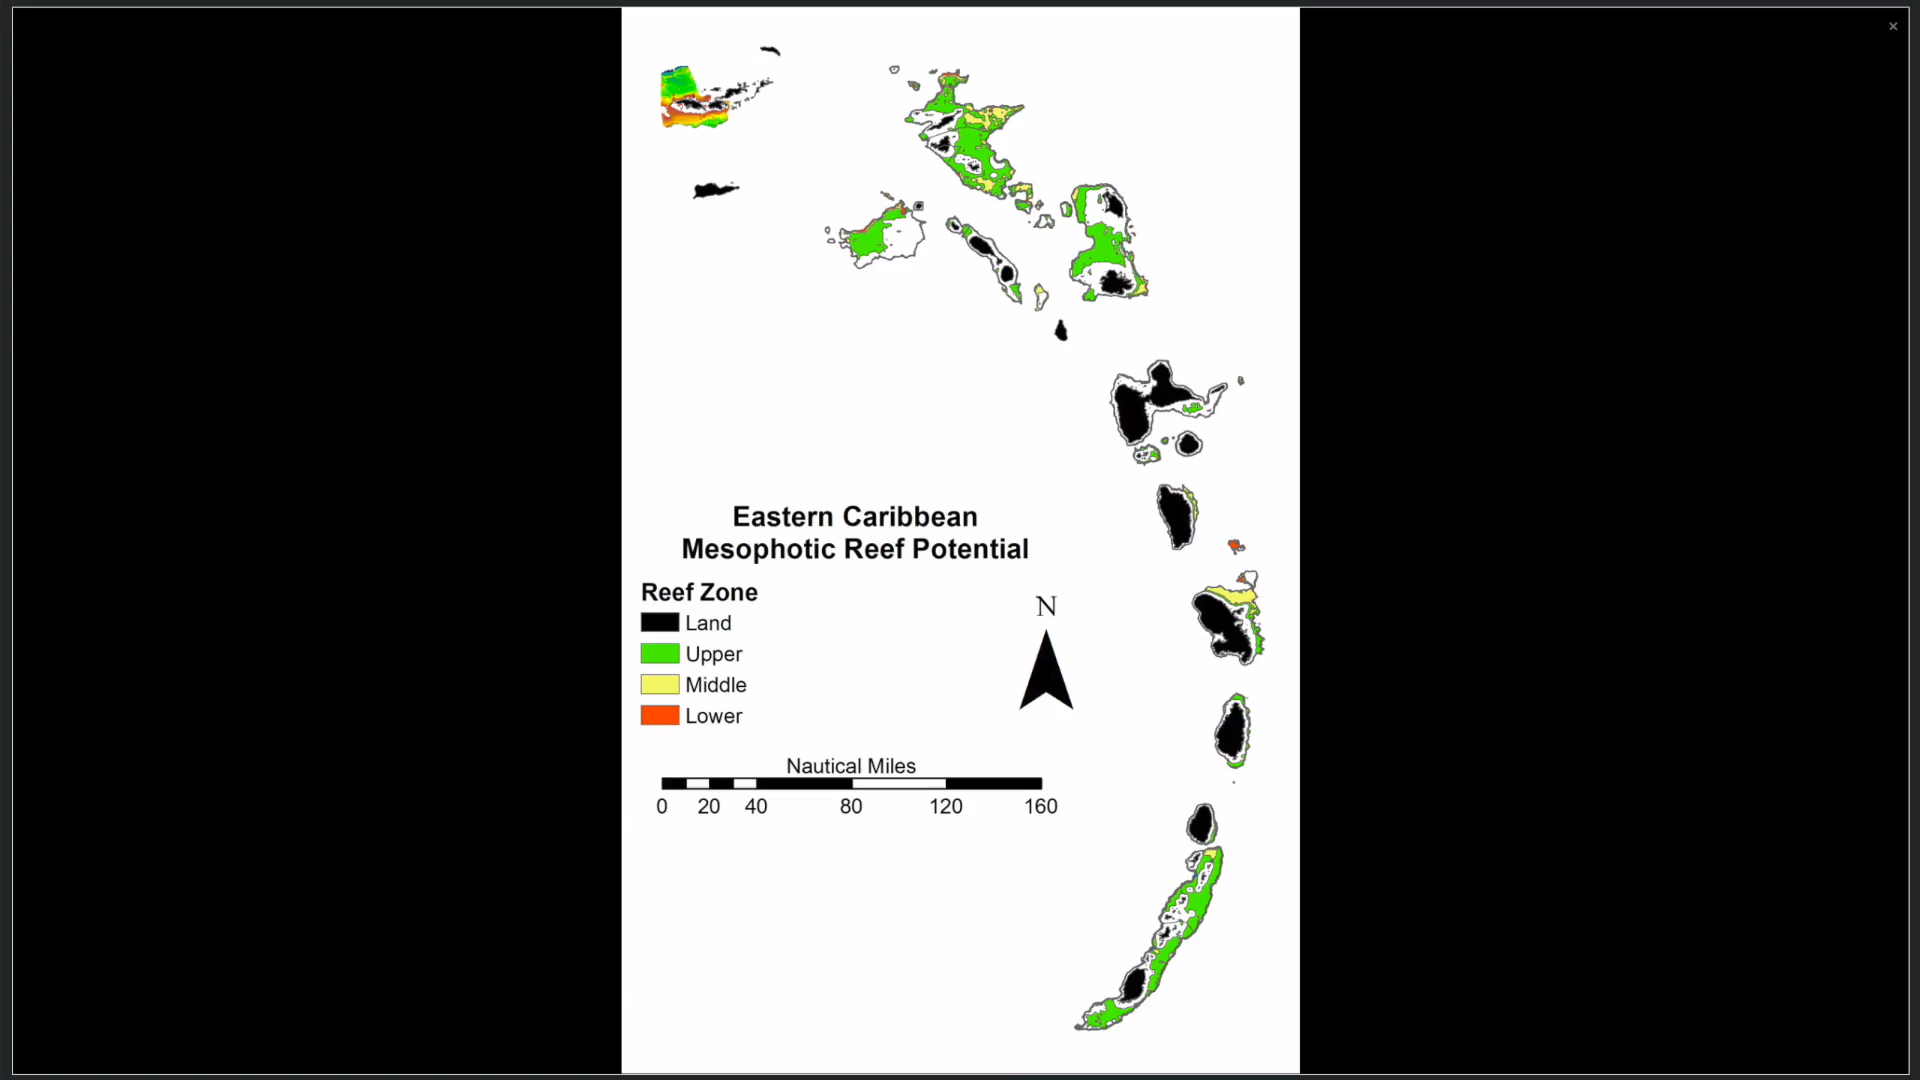 Eastern Caribbean
Mesophotic Reef Potential
Reef Zone
Land
Upper
Middle
Lower
N
Nautical Miles
0 20 40 80 120 160